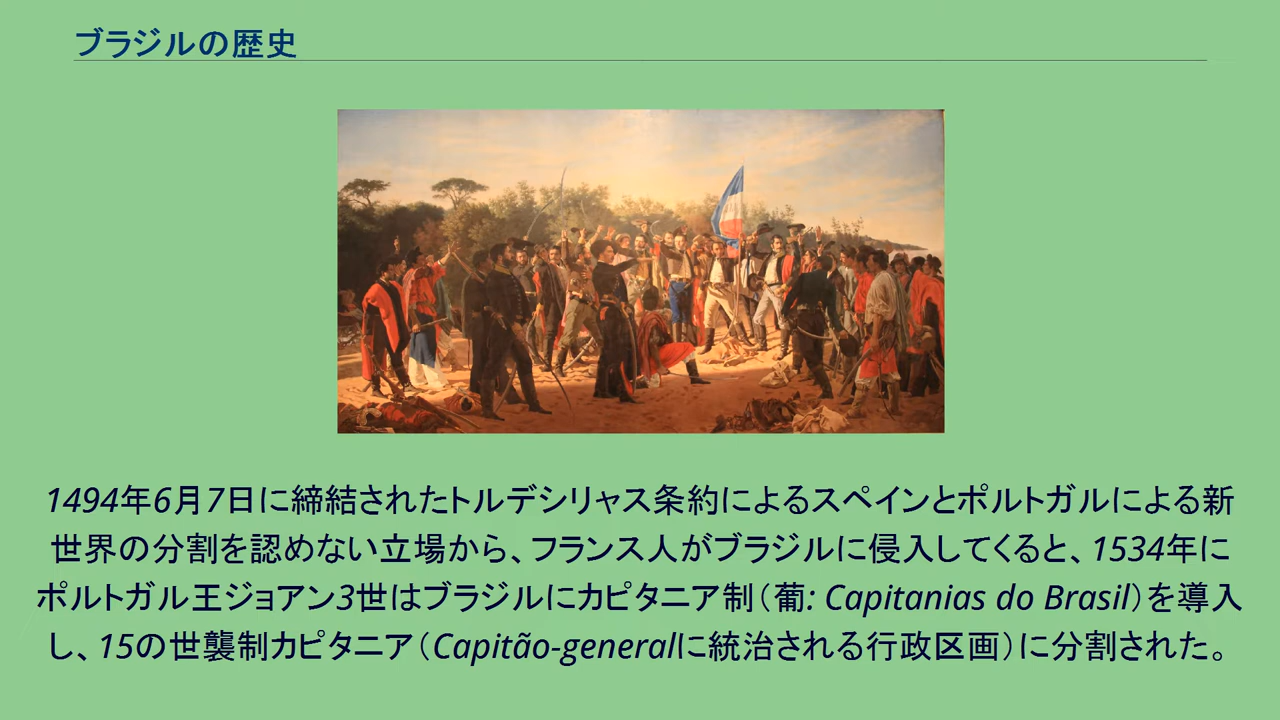 ブラジルの歴史
1494年6月7日に締結されたトルデシリャス条約によるスペインとポルトガルによる新
世界の分割を認めない立場から、フランス人がブラジルに侵入してくると、1534年に
ポルトガル王ジョアン3世はブラジルにカピタニア制（葡: Capitanias do Brasil）を導入
し、15の世襲制カピタニア（Capitão-generalに統治される行政区画）に分割された。